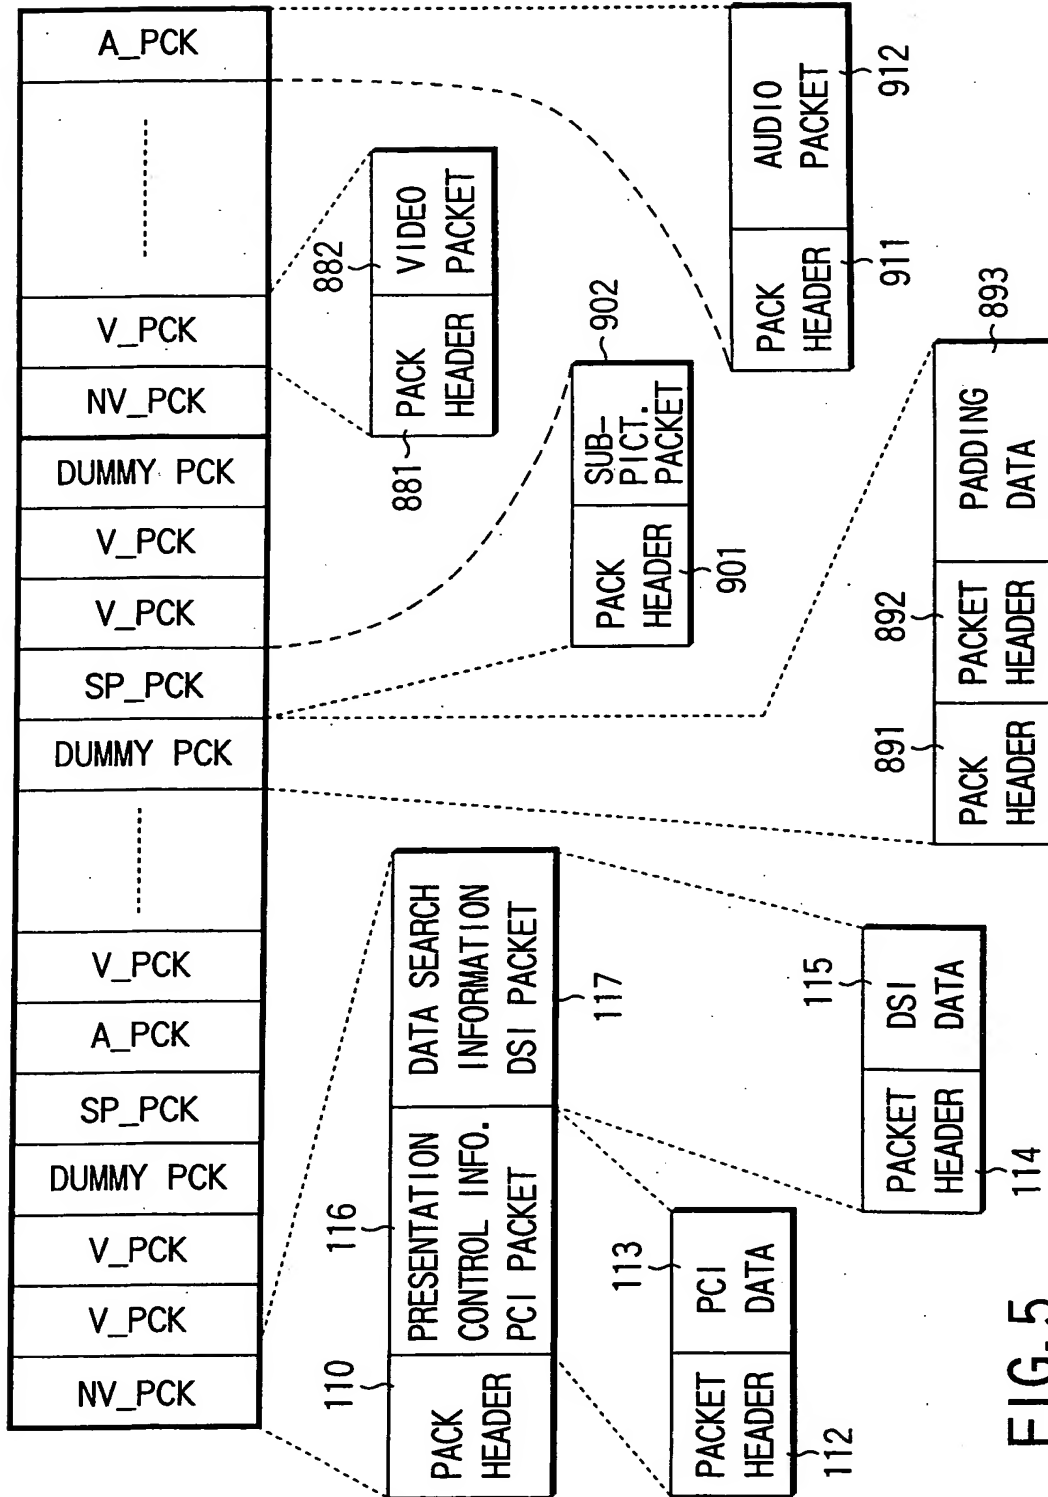 NV_PCK
V_PCK
V_PCK
DUMMY PCK
SP_PCK
A_PCK
V_PCK
DUMMY PCK
SP_PCK
V_PCK
V_PCK
DUMMY PCK
NV_PCK
V_PCK
A_PCK
110
116
PACK
HEADER
PRESENTATION
CONTROL INFO.
PCI PACKET
DATA SEARCH
INFORMATION
DSI PACKET
117
881
882
PACK
HEADER
VIDEO
PACKET
PACK
HEADER
SUB-
PICT.
PACKET
902
901
113
PACKET
HEADER
PCI
DATA
112
115
PACKET
HEADER
DSI
DATA
114
PACK
HEADER
AUDIO
PACKET
911
912
891
892
893
PACK
HEADER
PACKET
HEADER
PADDING
DATA
FIG. 5